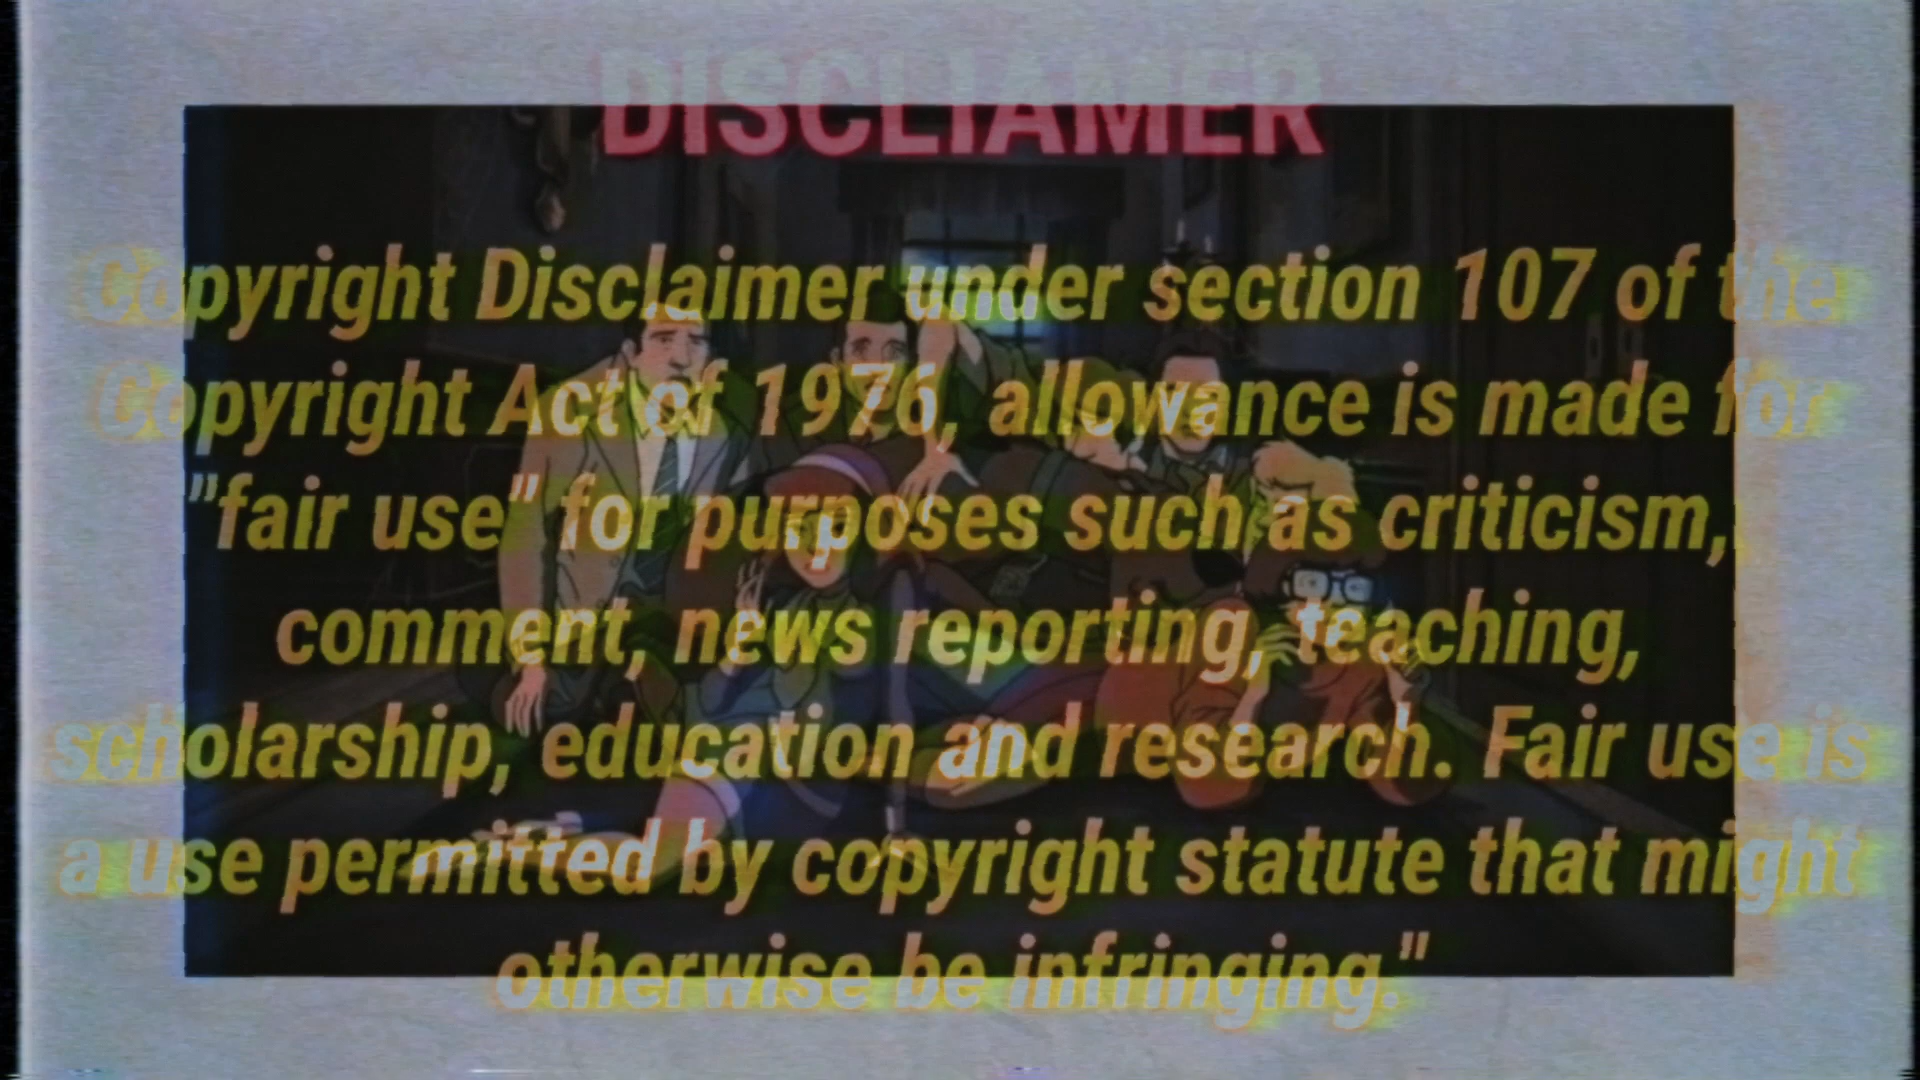 DISCLIAMER
Copyright Disclaimer under section 107 of the
Copyright Act of 1976, allowance is made for
"fair use" for purposes such as criticism,
comment, news reporting, teaching,
scholarship, education and research. Fair use is
a use permitted by copyright statute that might
otherwise be infringing."